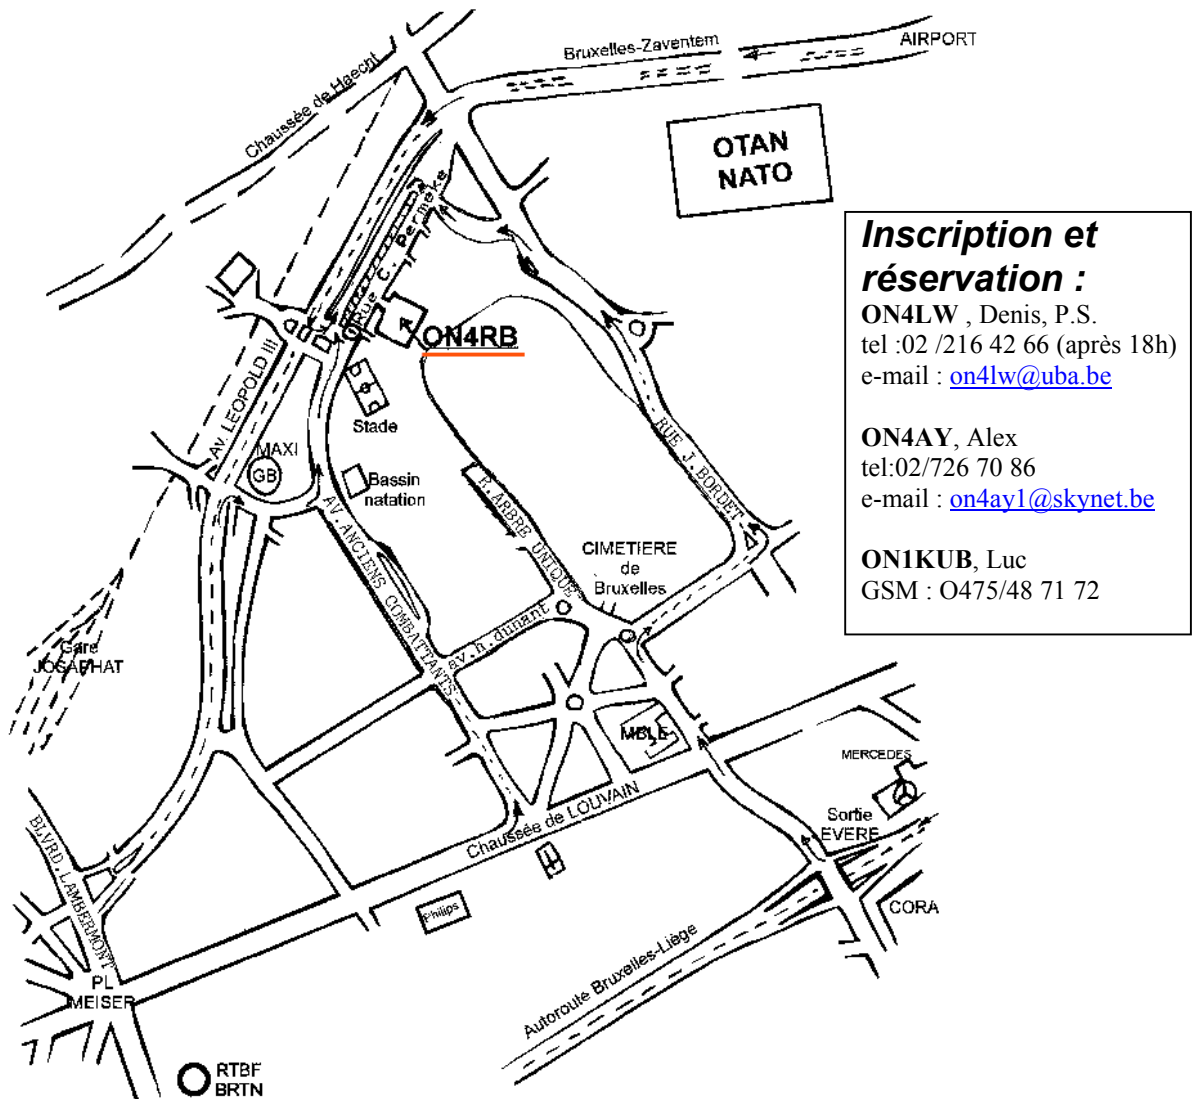 Bruxelles-Zaventem
AIRPORT
Chaussée de Haecht
OTAN
NATO
Rue C. Permeke
ON4RB
AV. LEOPOLD III
Stade
MAXI
GB
Bassin
natation
RUE J.BORDET
R. ARBRE UNIQUE
AV. ANCIENS COMBATTANTS
CIMETIERE
de
Bruxelles
av.h.dunant
Gare
JOSAPHAT
MBLE
MERCEDES
Sortie
EVERE
Chaussée de LOUVAIN
BLVRD. LAMBERMONT
Philips
CORA
Autoroute Bruxelles-Liège
PL
MEISER
RTBF
BRTN
Inscription et
réservation :
ON4LW , Denis, P.S.
tel :02 /216 42 66 (après 18h)
e-mail : on4lw@uba.be
ON4AY, Alex
tel:02/726 70 86
e-mail : on4ay1@skynet.be
ON1KUB, Luc
GSM : O475/48 71 72